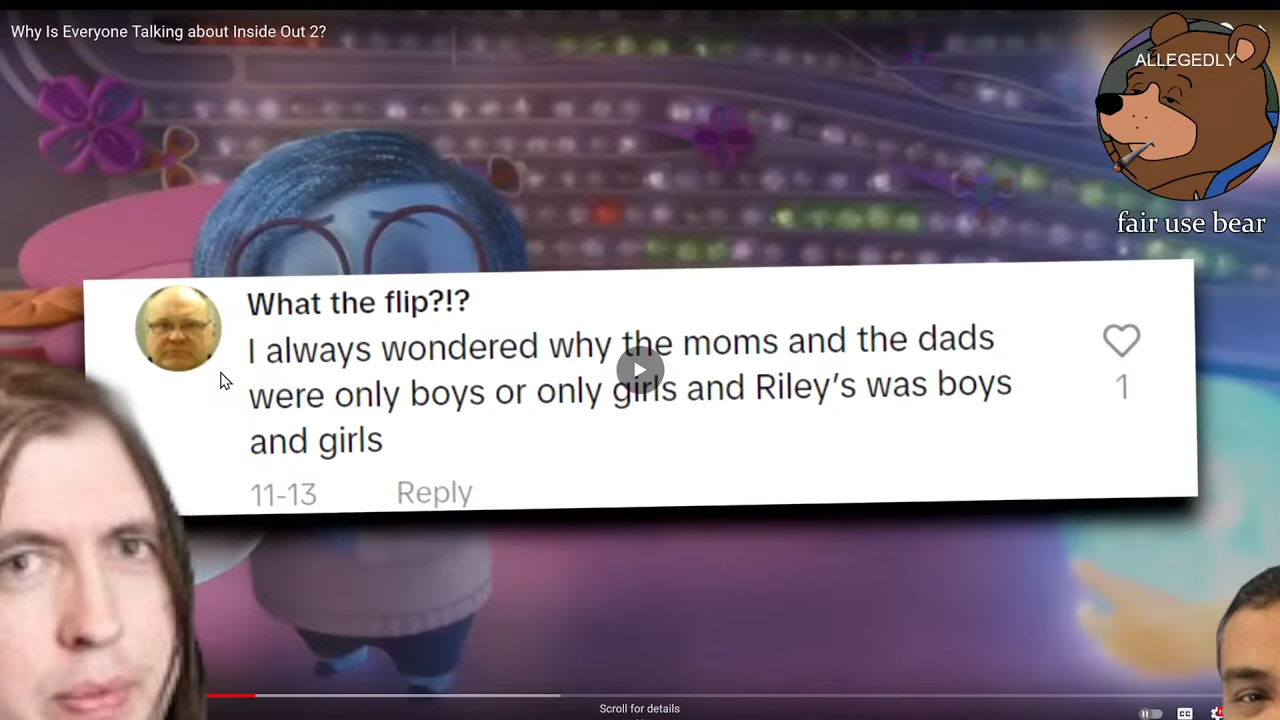 Why Is Everyone Talking about Inside Out 2?
ALLEGEDLY
fair use bear
What the flip?!?
I always wondered why the moms and the dads
were only boys or only girls and Riley's was boys
and girls
1
11-13 Reply
Scroll for details
CC